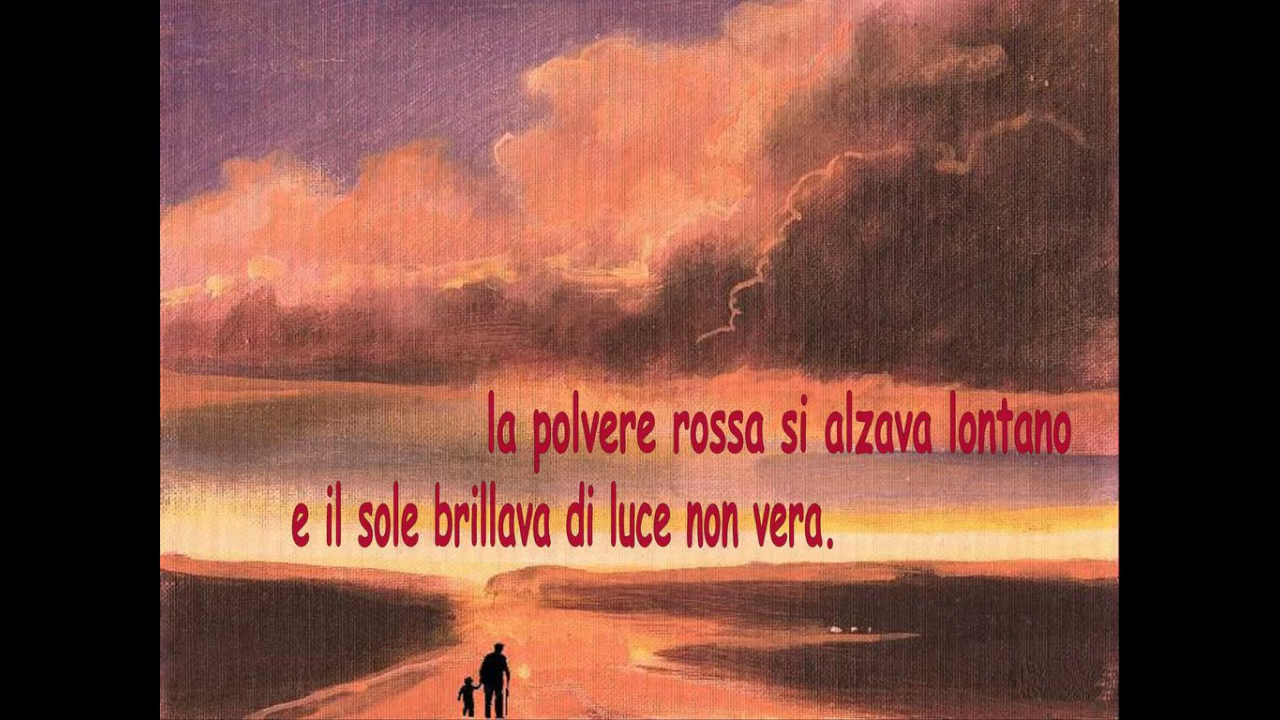 la polvere rossa si alzava lontano
e il sole brillava di luce non vera.